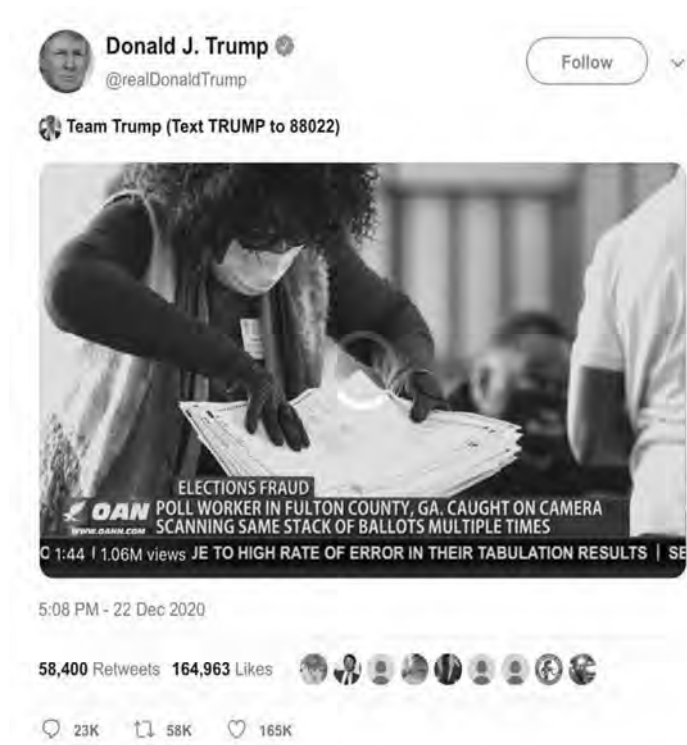 Donald J. Trump
@realDonaldTrump
Follow
Team Trump (Text TRUMP to 88022)
ELECTIONS FRAUD
OAN
www.oann.com
POLL WORKER IN FULTON COUNTY, GA. CAUGHT ON CAMERA
SCANNING SAME STACK OF BALLOTS MULTIPLE TIMES
1:44 | 1.06M views JE TO HIGH RATE OF ERROR IN THEIR TABULATION RESULTS | SE
5:08 PM - 22 Dec 2020
58,400 Retweets 164,963 Likes
23K 58K 165K